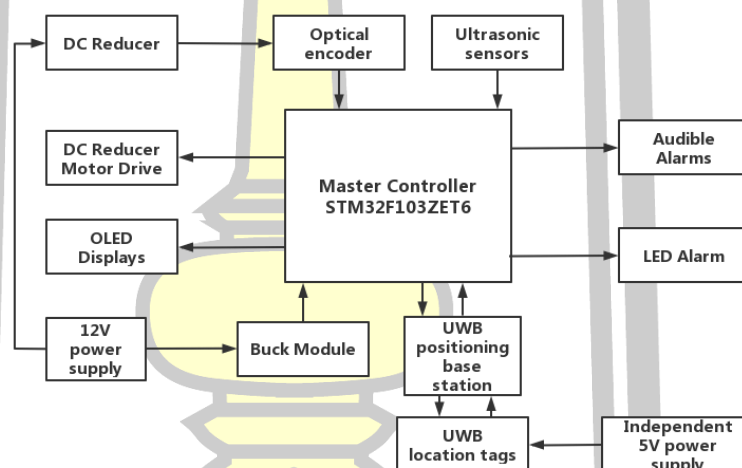 DC Reducer
Optical
encoder
Ultrasonic
sensors
DC Reducer
Motor Drive
Master Controller
STM32F103ZET6
Audible
Alarms
OLED
Displays
LED Alarm
12V
power
supply
Buck Module
UWB
positioning
base
station
UWB
location tags
Independent
5V power
supply